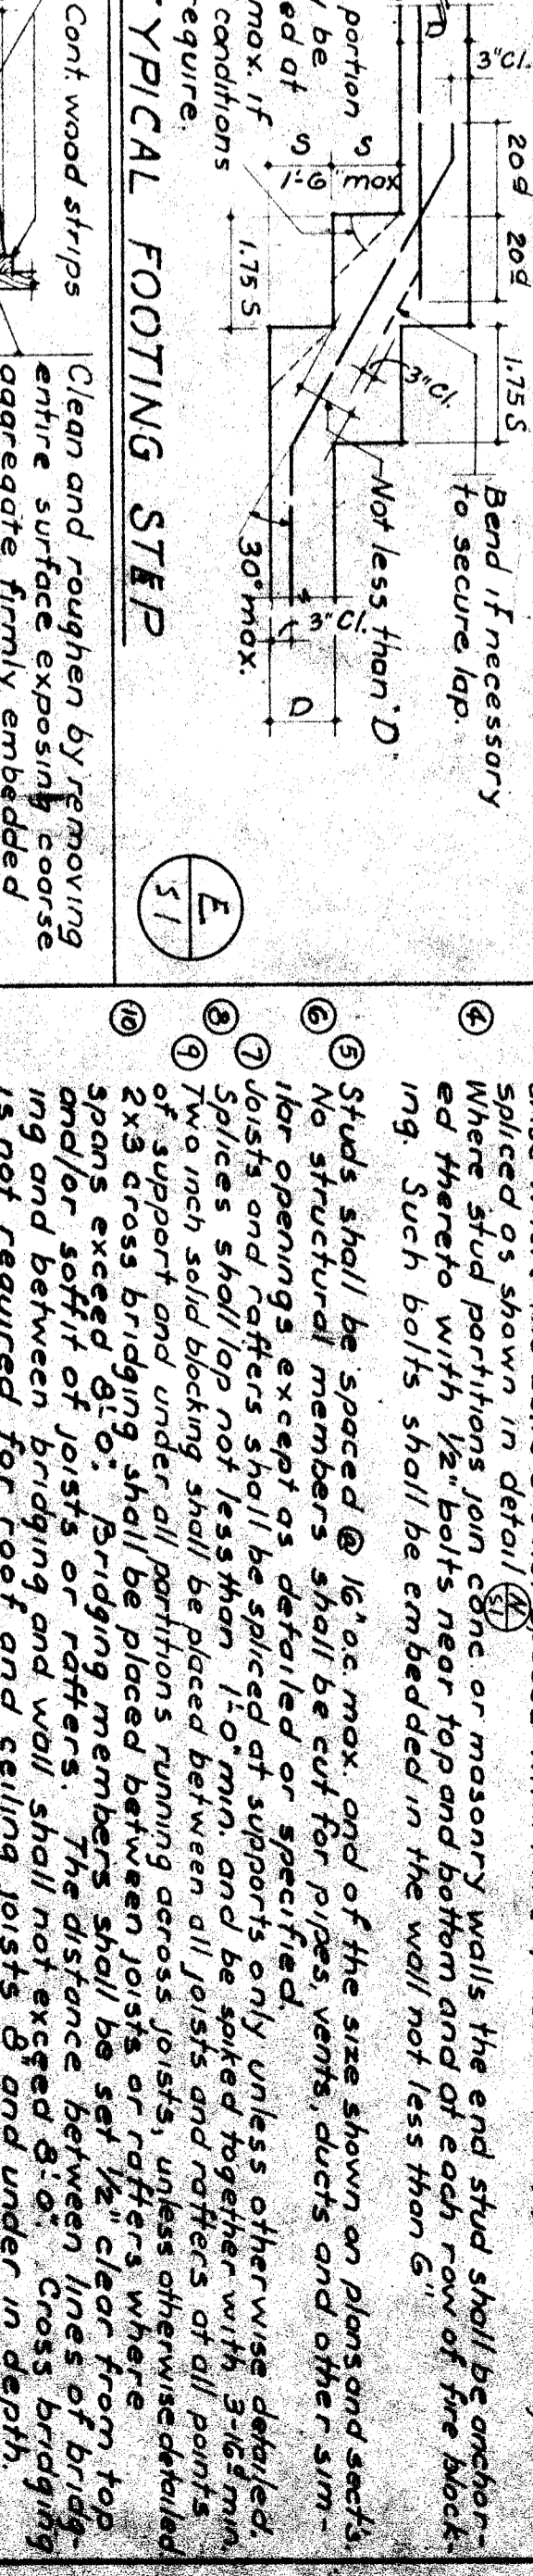 portion
be
ed at
max. if
conditions
equire.
3"Cl.
20d 20d 1.75 S
Bend if necessary
to secure lap.
D
S S
1'-6" max
1.75 S
3"Cl.
Not less than "D"
3"Cl.
30° max.
D
YPICAL FOOTING STEP
E
S1
Cont. wood strips
Clean and roughen by removing
entire surface exposing coarse
aggregate firmly embedded
spliced as shown in detail N
S1
④ Where stud partitions join conc. or masonry walls the end stud shall be anchor-
ed thereto with 1/2" bolts near top and bottom and at each row of fire block-
ing. Such bolts shall be embedded in the wall not less than 6"
⑤ Studs shall be spaced @ 16" o.c. max. and of the size shown on plans and sect's
⑥ No structural members shall be cut for pipes, vents, ducts and other sim-
ilar openings except as detailed or specified.
⑦ Joists and rafters shall be spliced at supports only unless otherwise detailed.
⑧ Splices shall lap not less than 1'-0" min. and be spiked together with 3-16d min.
⑨ Two inch solid blocking shall be placed between all joists and rafters at all points
of support and under all partitions running across joists, unless otherwise detailed
⑩ 2x3 cross bridging shall be placed between joists or rafters where
spans exceed 8'-0". Bridging members shall be set 1/2" clear from top
and/or soffit of joists or rafters. The distance between lines of bridg-
ing and between bridging and wall shall not exceed 8'-0". Cross bridging
is not required for roof and ceiling joists 8" and under in depth.